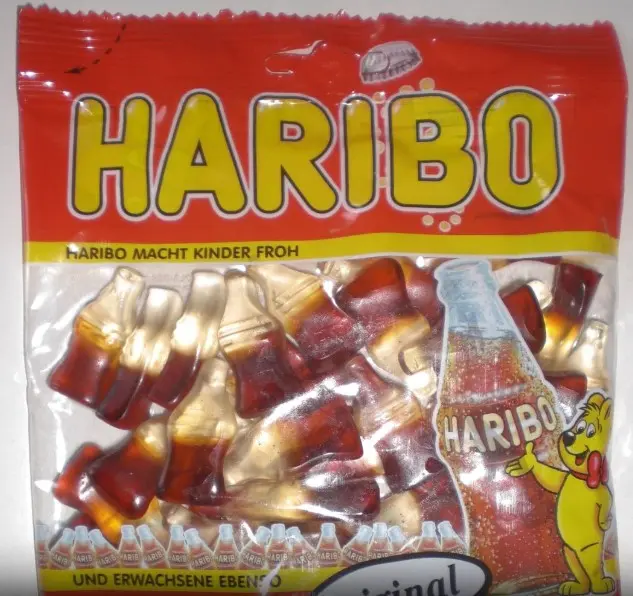 HARIBO
HARIBO MACHT KINDER FROH
HARIBO
UND ERWACHSENE EBENSO